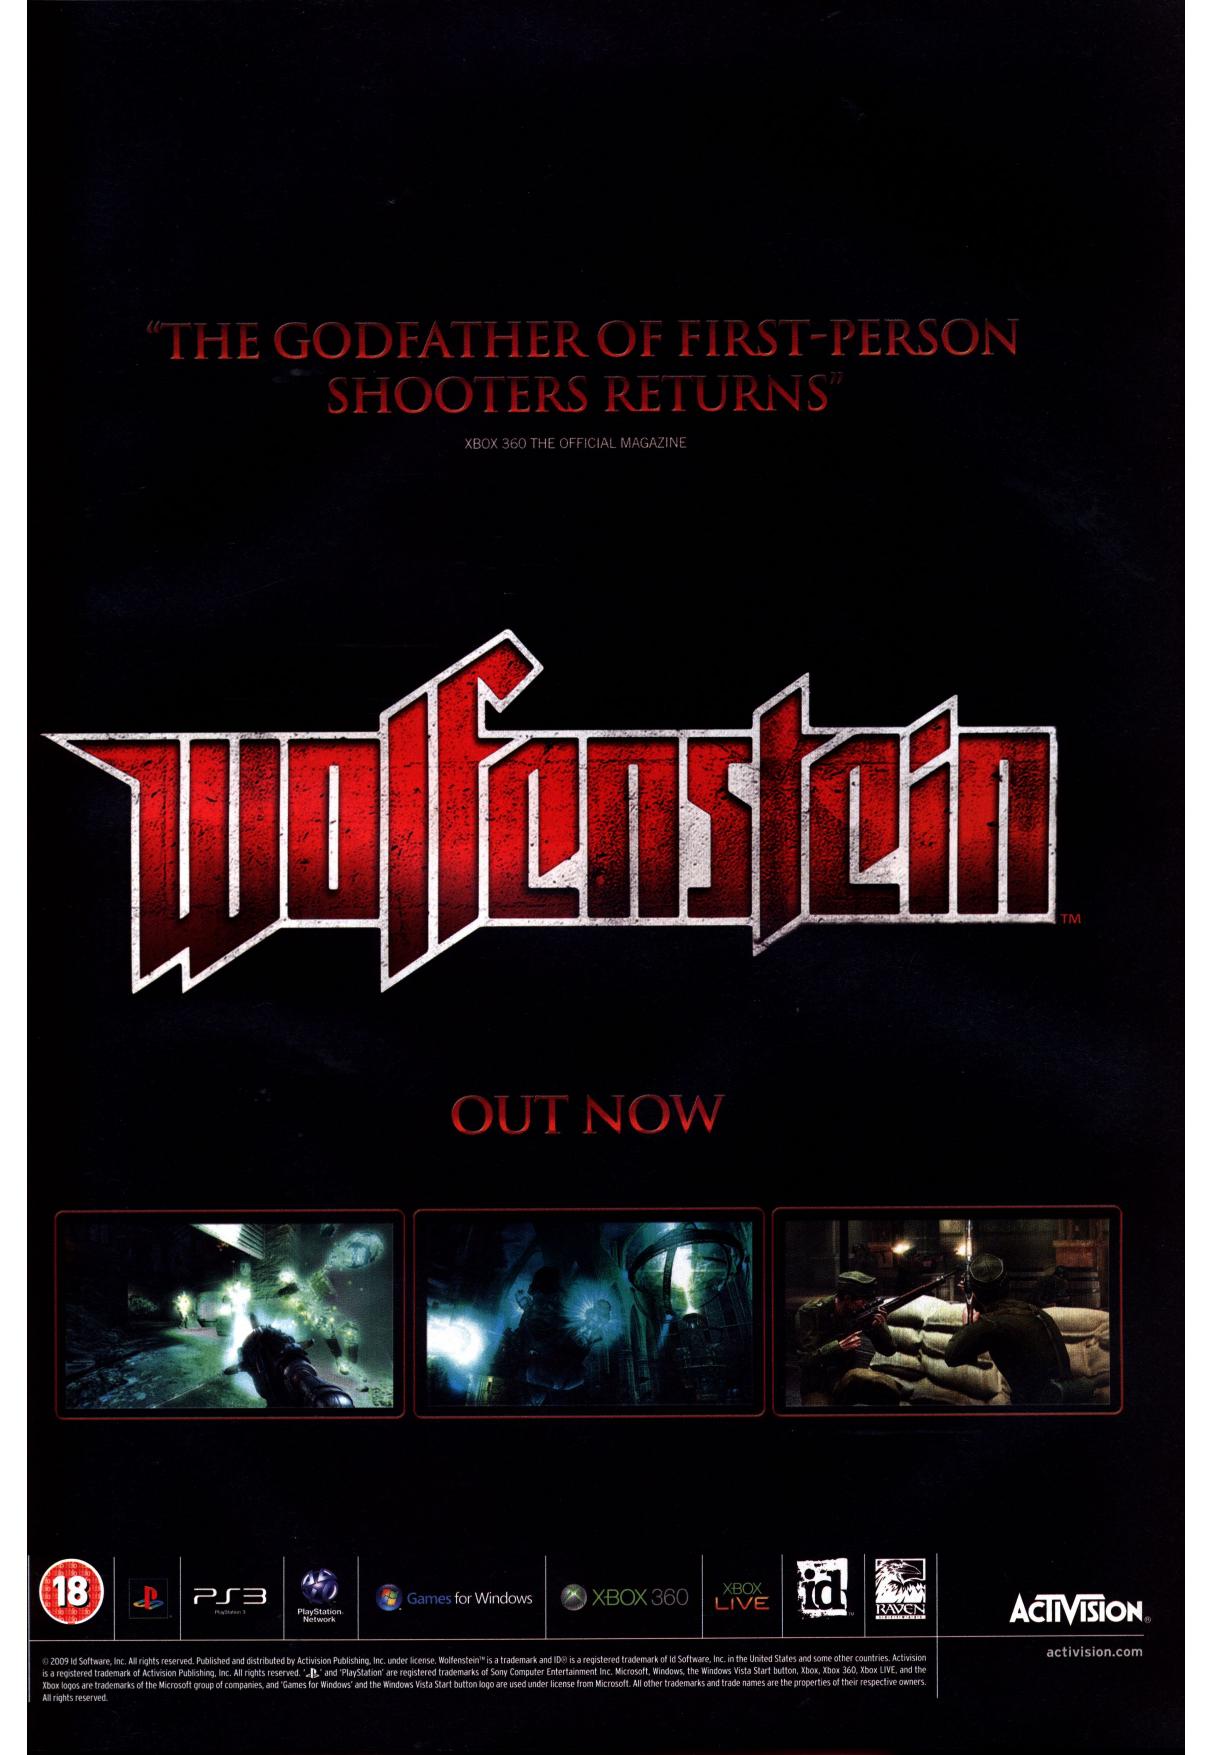 “THE GODFATHER OF FIRST-PERSON
SHOOTERS RETURNS”
XBOX 360 THE OFFICIAL MAGAZINE
Wolfenstein™
OUT NOW
18
PS3
PlayStation 3
PlayStation
Network
Games for Windows
XBOX 360
XBOX
LIVE
id
RAVEN
ACTIVISION®
activision.com
© 2009 Id Software, Inc. All rights reserved. Published and distributed by Activision Publishing, Inc. under license. Wolfenstein™ is a trademark and ID® is a registered trademark of Id Software, Inc. in the United States and some other countries. Activision
is a registered trademark of Activision Publishing, Inc. All rights reserved. ' ' and 'PlayStation' are registered trademarks of Sony Computer Entertainment Inc. Microsoft, Windows, the Windows Vista Start button, Xbox, Xbox 360, Xbox LIVE, and the
Xbox logos are trademarks of the Microsoft group of companies, and 'Games for Windows' and the Windows Vista Start button logo are used under license from Microsoft. All other trademarks and trade names are the properties of their respective owners.
All rights reserved.